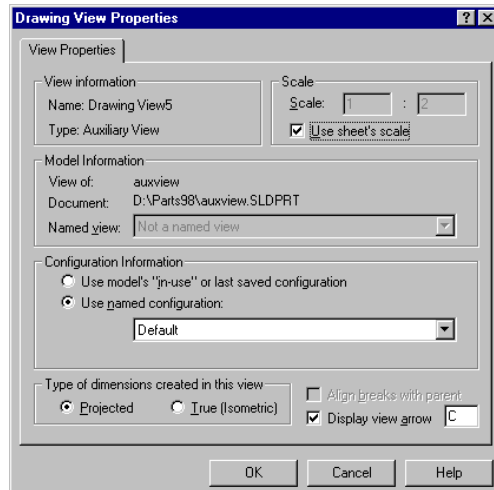 Drawing View Properties
View Properties
View information
Name: Drawing View5
Type: Auxiliary View
Scale
Scale: 1 : 2
Use sheet's scale
Model Information
View of: auxview
Document: D:\Parts98\auxview.SLDPRT
Named view: Not a named view
Configuration Information
Use model's "in-use" or last saved configuration
Use named configuration:
Default
Type of dimensions created in this view
Projected True (Isometric)
Align breaks with parent
Display view arrow C
OK Cancel Help